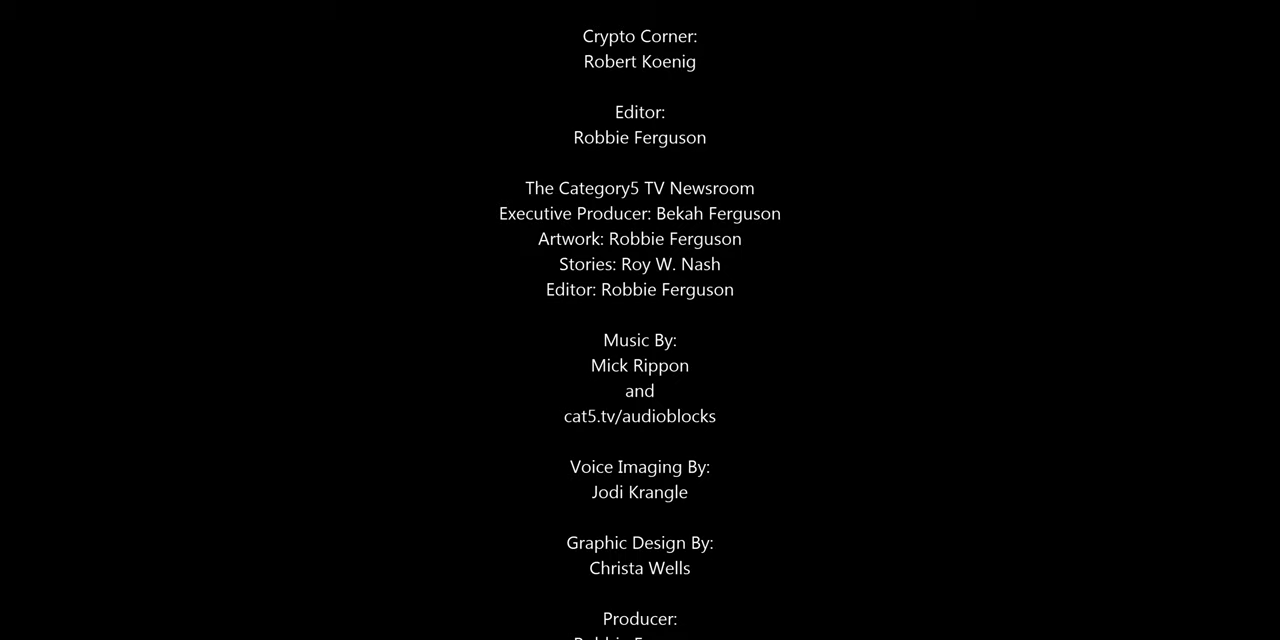 Crypto Corner:
Robert Koenig
Editor:
Robbie Ferguson
The Category5 TV Newsroom
Executive Producer: Bekah Ferguson
Artwork: Robbie Ferguson
Stories: Roy W. Nash
Editor: Robbie Ferguson
Music By:
Mick Rippon
and
cat5.tv/audioblocks
Voice Imaging By:
Jodi Krangle
Graphic Design By:
Christa Wells
Producer: